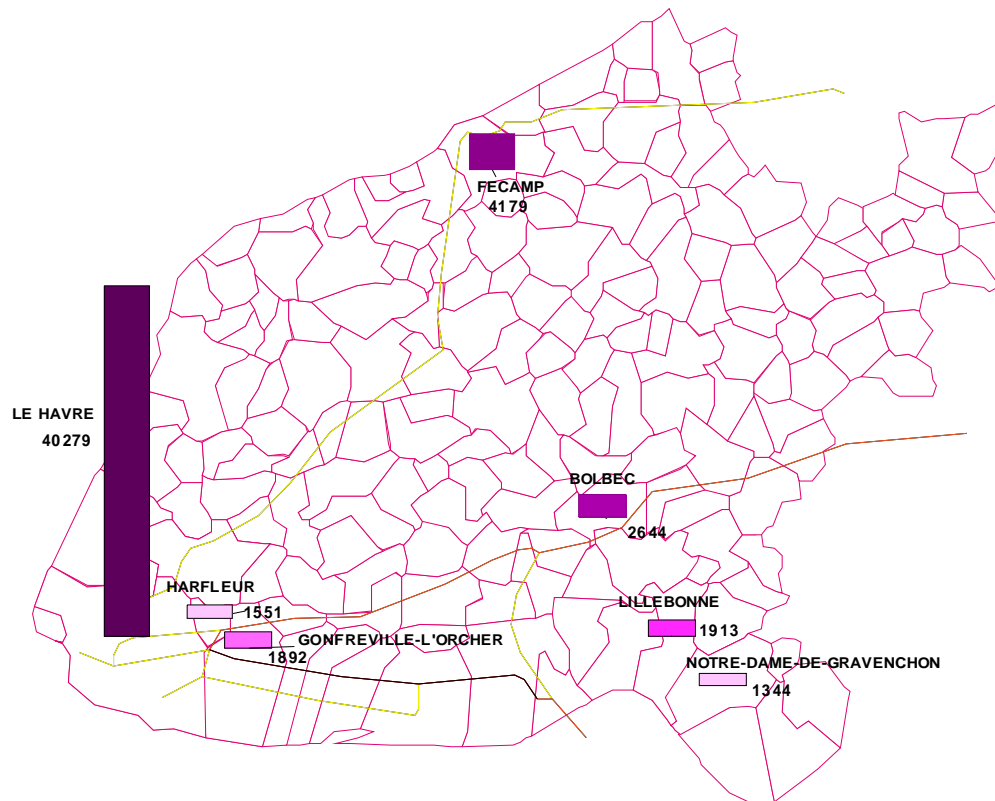 FECAMP
4179
LE HAVRE
40279
BOLBEC
2644
HARFLEUR
1551
LILLEBONNE
1913
GONFREVILLE-L'ORCHER
1892
NOTRE-DAME-DE-GRAVENCHON
1344